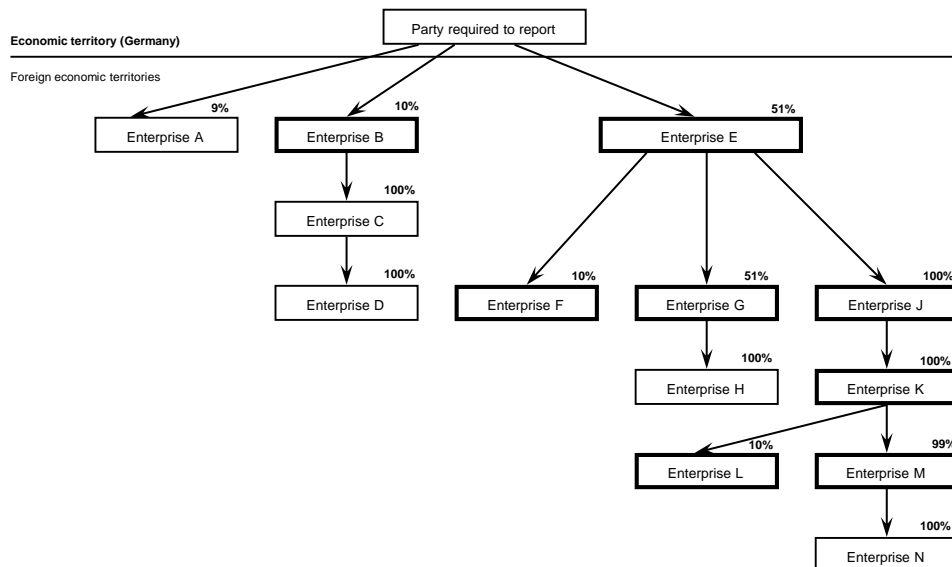 Party required to report
Economic territory (Germany)
Foreign economic territories
9%
10%
51%
Enterprise A
Enterprise B
Enterprise E
100%
Enterprise C
100%
10%
51%
100%
Enterprise D
Enterprise F
Enterprise G
Enterprise J
100%
100%
Enterprise H
Enterprise K
10%
99%
Enterprise L
Enterprise M
100%
Enterprise N